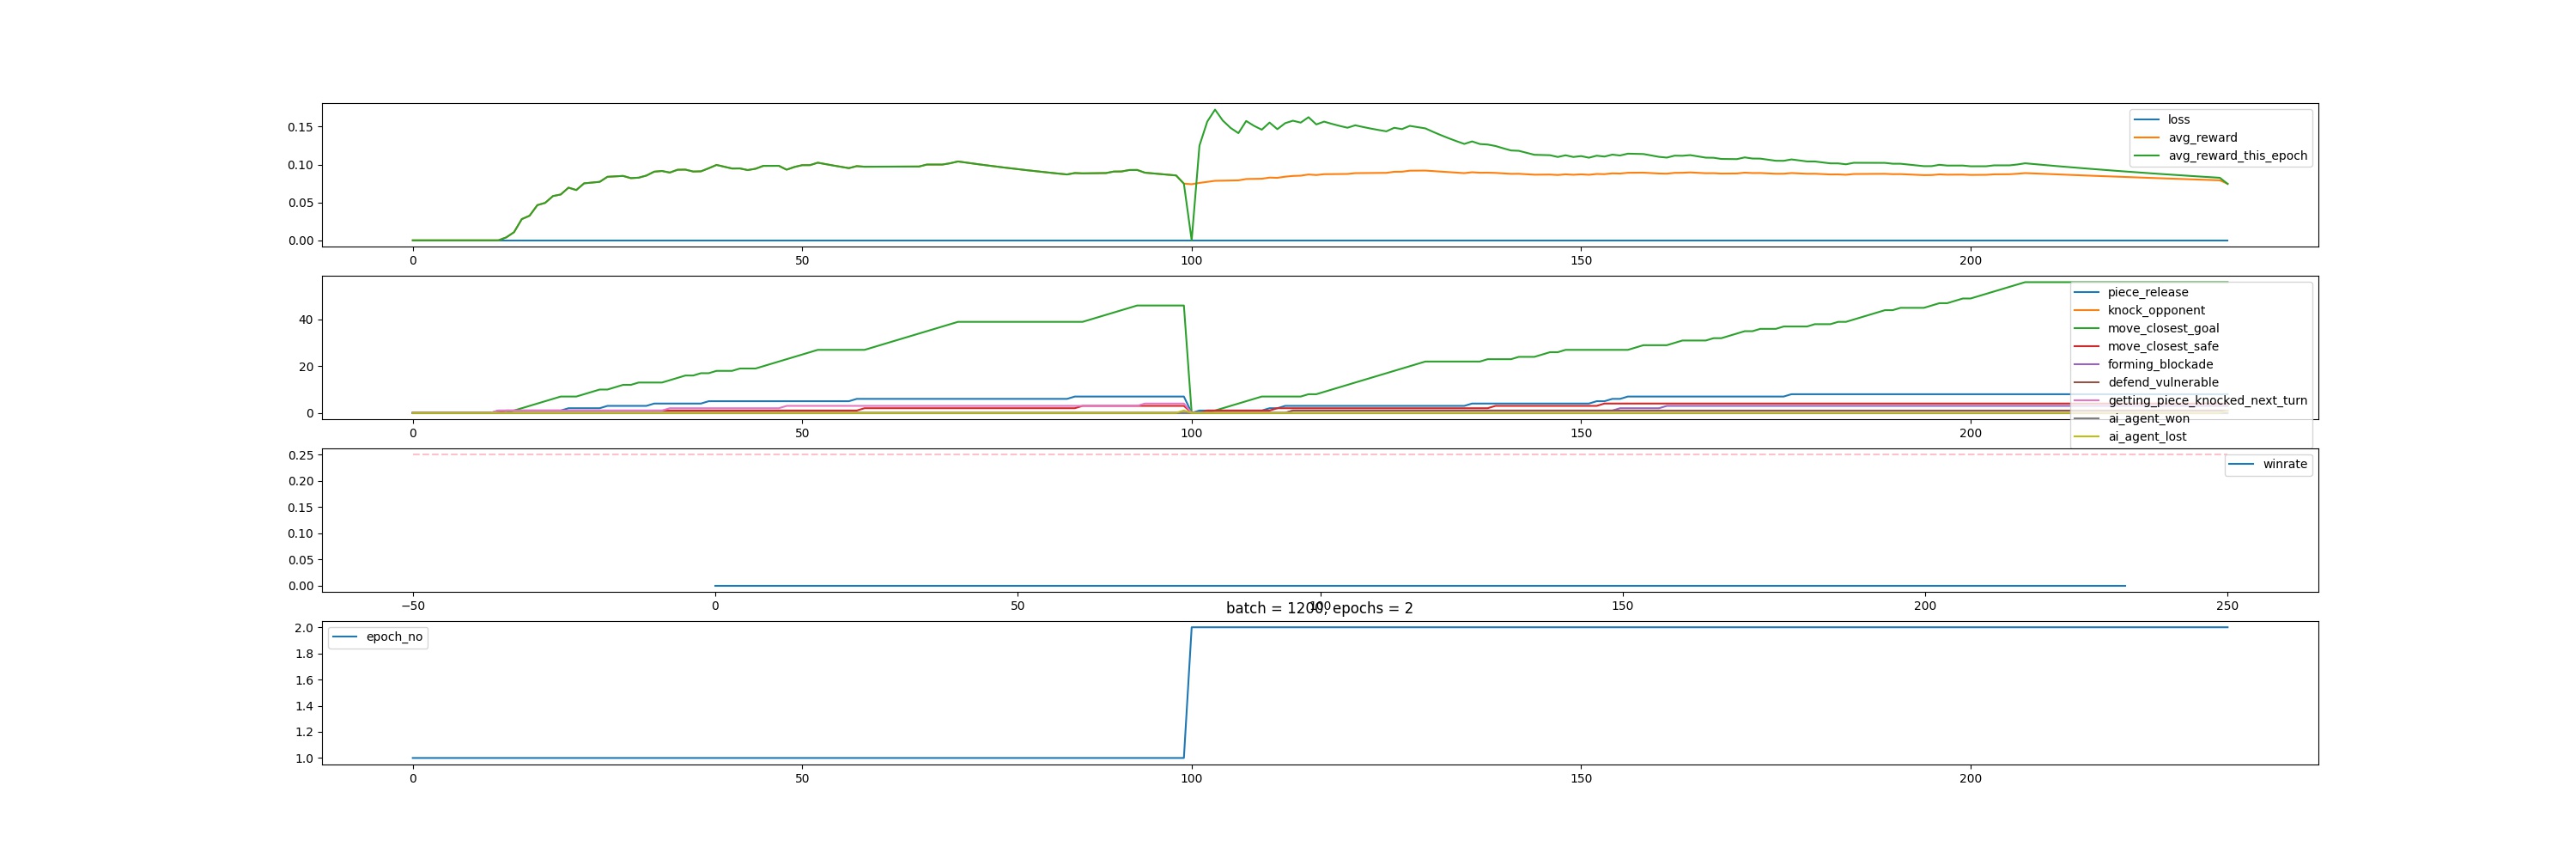 0.15
0.10
0.05
0.00
0 50 100 150 200
loss
avg_reward
avg_reward_this_epoch
40
20
0
0 50 100 150 200
piece_release
knock_opponent
move_closest_goal
move_closest_safe
forming_blockade
defend_vulnerable
getting_piece_knocked_next_turn
ai_agent_won
ai_agent_lost
0.25
0.20
0.15
0.10
0.05
0.00
−50 0 50 100 150 200 250
winrate
batch = 1200, epochs = 2
2.0
1.8
1.6
1.4
1.2
1.0
0 50 100 150 200
epoch_no